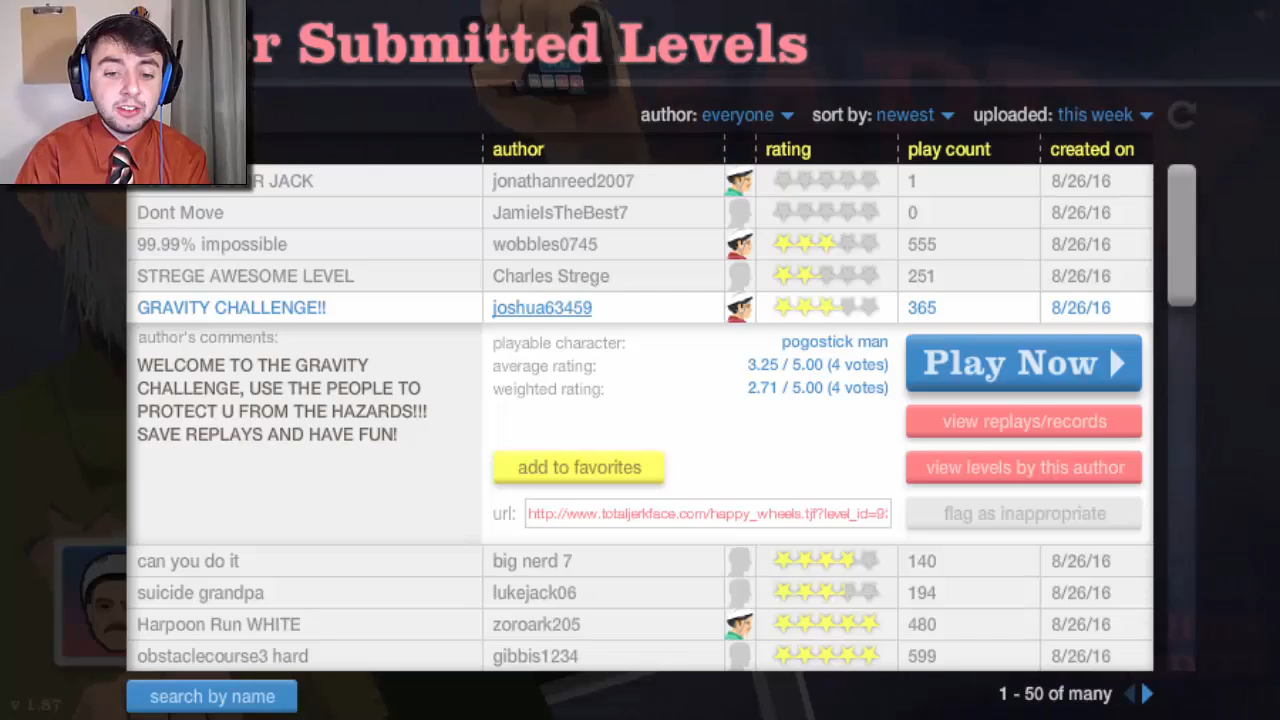 r Submitted Levels
author: everyone sort by: newest uploaded: this week
author rating play count created on
R JACK jonathanreed2007 1 8/26/16
Dont Move JamieIsTheBest7 0 8/26/16
99.99% impossible wobbles0745 555 8/26/16
STREGE AWESOME LEVEL Charles Strege 251 8/26/16
GRAVITY CHALLENGE!! joshua63459 365 8/26/16
author's comments:
WELCOME TO THE GRAVITY
CHALLENGE, USE THE PEOPLE TO
PROTECT U FROM THE HAZARDS!!!
SAVE REPLAYS AND HAVE FUN!
playable character: pogostick man
average rating: 3.25 / 5.00 (4 votes)
weighted rating: 2.71 / 5.00 (4 votes)
add to favorites
url: http://www.totaljerkface.com/happy_wheels.tjf?level_id=9
Play Now
view replays/records
view levels by this author
flag as inappropriate
can you do it big nerd 7 140 8/26/16
suicide grandpa lukejack06 194 8/26/16
Harpoon Run WHITE zoroark205 480 8/26/16
obstaclecourse3 hard gibbis1234 599 8/26/16
search by name 1 - 50 of many
v 1.87